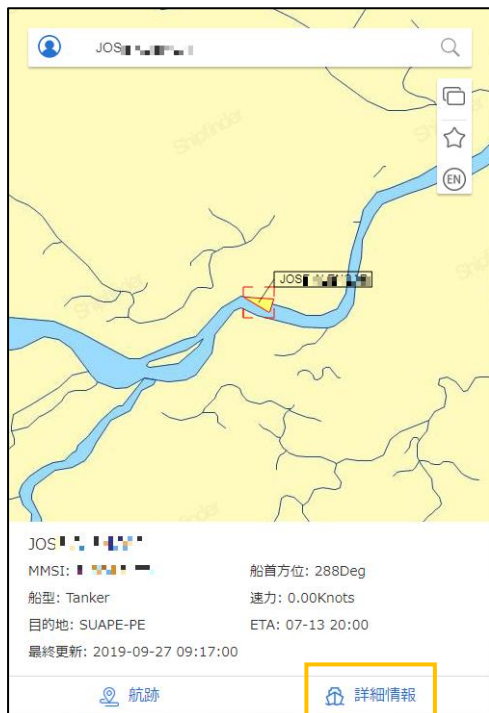 JOS
EN
Shipfinder
JOS
JOS
MMSI:
船首方位: 288Deg
船型: Tanker
速力: 0.00Knots
目的地: SUAPE-PE
ETA: 07-13 20:00
最終更新: 2019-09-27 09:17:00
航跡
詳細情報